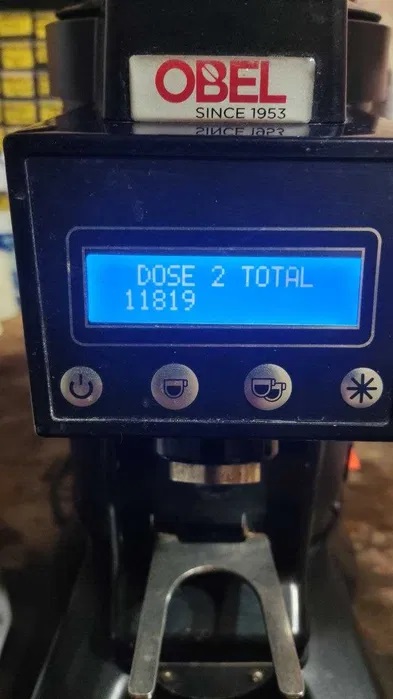 OBEL
SINCE 1953
DOSE 2 TOTAL
11819